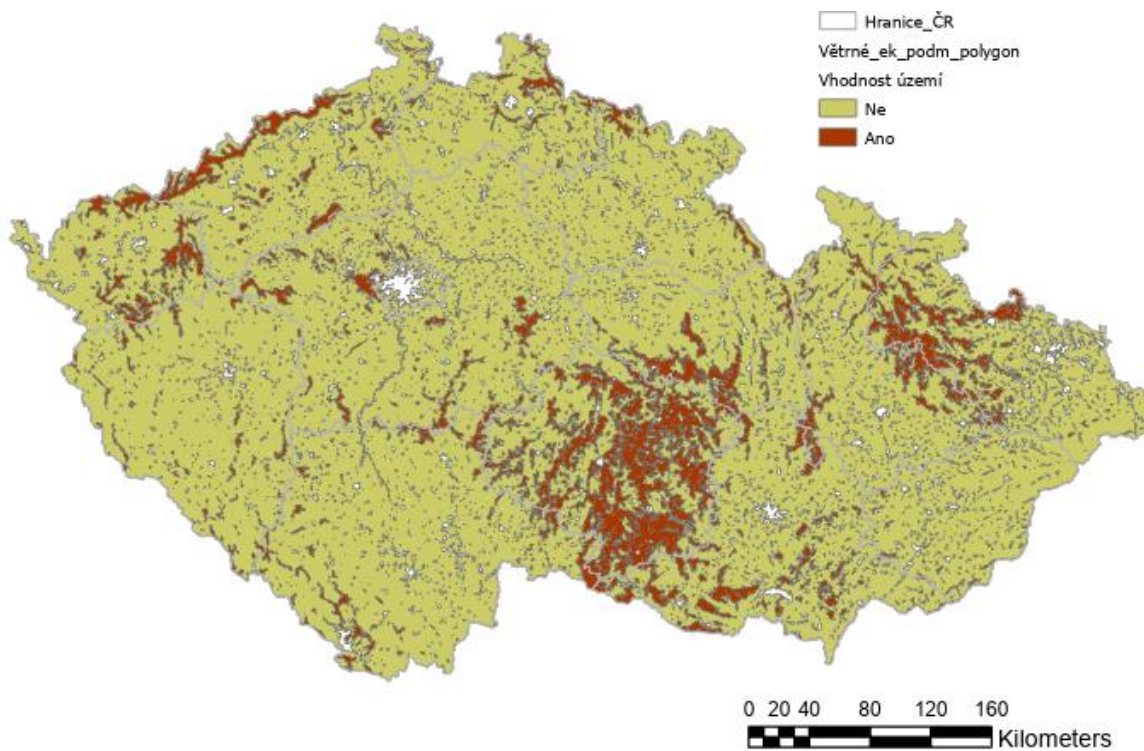 Hranice_ČR
Větrné_ek_podm_polygon
Vhodnost území
Ne
Ano
0 20 40 80 120 160
Kilometers